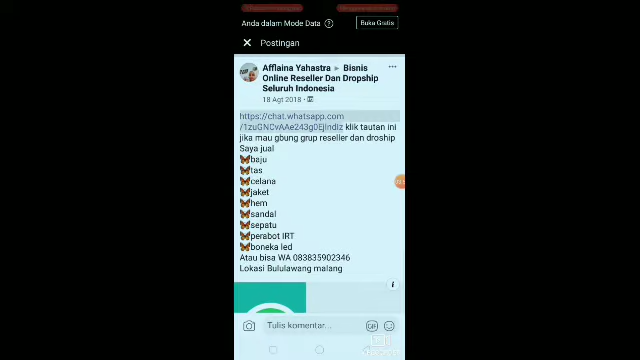 Anda dalam Mode Data
Buka Gratis
Postingan
Afflaina Yahastra ▸ Bisnis
Online Reseller Dan Dropship
Seluruh Indonesia
18 Agt 2018
https://chat.whatsapp.com
/1zuGNCvAAe243g0EjIndIz klik tautan ini
jika mau gbung grup reseller dan droship
Saya jual
🦋baju
🦋tas
🦋celana
🦋jaket
🦋hem
🦋sandal
🦋sepatu
🦋perabot IRT
🦋boneka led
Atau bisa WA 083835902346
Lokasi Bululawang malang
Tulis komentar...
GIF